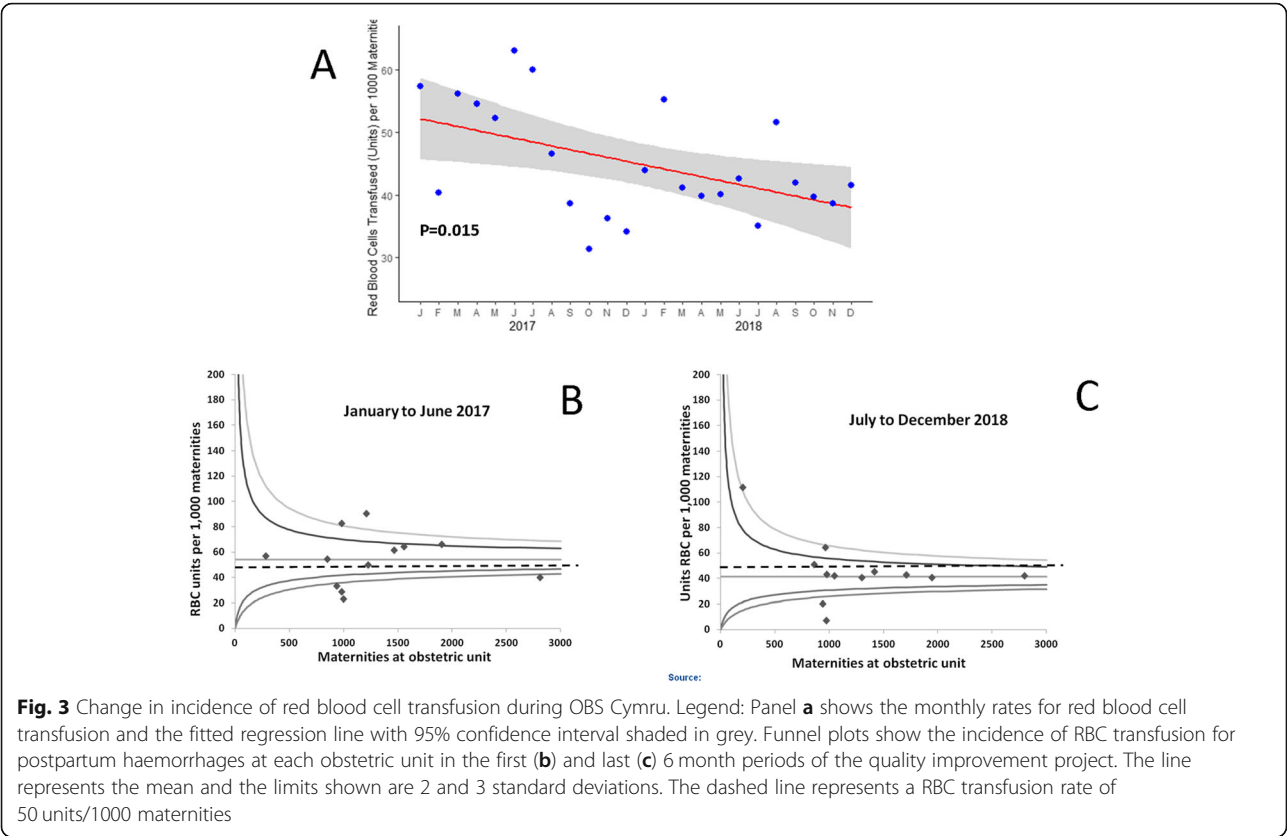 A
Red Blood Cells Transfused (Units) per 1000 Maternitie
60
50
40
30
P=0.015
J F M A M J J A S O N D J F M A M J J A S O N D
2017 2018
B
January to June 2017
RBC units per 1,000 maternities
200
180
160
140
120
100
80
60
40
20
0
0 500 1000 1500 2000 2500 3000
Maternities at obstetric unit
C
July to December 2018
Units RBC per 1,000 maternities
200
180
160
140
120
100
80
60
40
20
0
0 500 1000 1500 2000 2500 3000
Maternities at obstetric unit
Source:
Fig. 3 Change in incidence of red blood cell transfusion during OBS Cymru. Legend: Panel a shows the monthly rates for red blood cell
transfusion and the fitted regression line with 95% confidence interval shaded in grey. Funnel plots show the incidence of RBC transfusion for
postpartum haemorrhages at each obstetric unit in the first (b) and last (c) 6 month periods of the quality improvement project. The line
represents the mean and the limits shown are 2 and 3 standard deviations. The dashed line represents a RBC transfusion rate of
50 units/1000 maternities